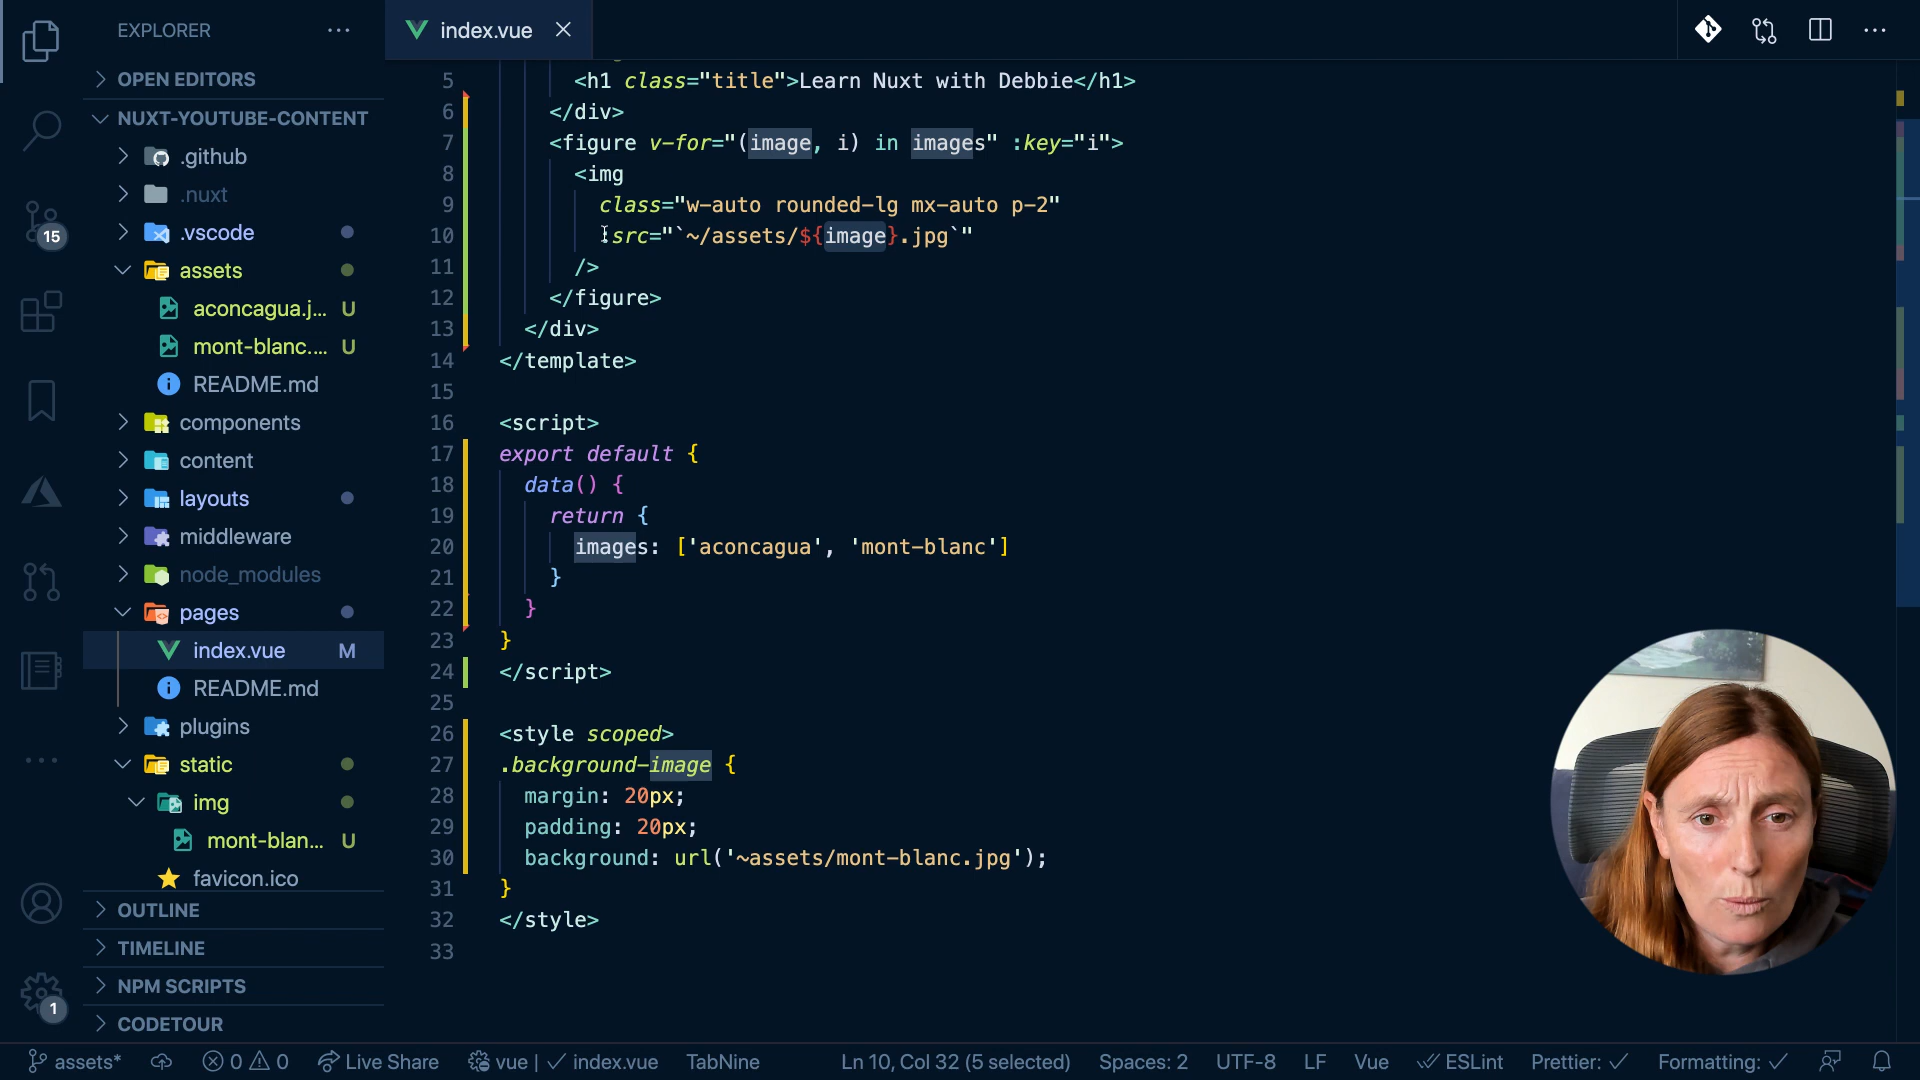 EXPLORER
index.vue
OPEN EDITORS
NUXT-YOUTUBE-CONTENT
.github
.nuxt
.vscode
assets
aconcagua.j... U
mont-blanc.... U
README.md
components
content
layouts
middleware
node_modules
pages
index.vue M
README.md
plugins
static
img
mont-blan... U
favicon.ico
OUTLINE
TIMELINE
NPM SCRIPTS
CODETOUR
15
1
5 <h1 class="title">Learn Nuxt with Debbie</h1>
6 </div>
7 <figure v-for="(image, i) in images" :key="i">
8 <img
9 class="w-auto rounded-lg mx-auto p-2"
10 :src="`~/assets/${image}.jpg`"
11 />
12 </figure>
13 </div>
14 </template>
15
16 <script>
17 export default {
18 data() {
19 return {
20 images: ['aconcagua', 'mont-blanc']
21 }
22 }
23 }
24 </script>
25
26 <style scoped>
27 .background-image {
28 margin: 20px;
29 padding: 20px;
30 background: url('~assets/mont-blanc.jpg');
31 }
32 </style>
33
assets* 0 0 Live Share vue | ✓ index.vue TabNine Ln 10, Col 32 (5 selected) Spaces: 2 UTF-8 LF Vue ESLint Prettier: ✓ Formatting: ✓